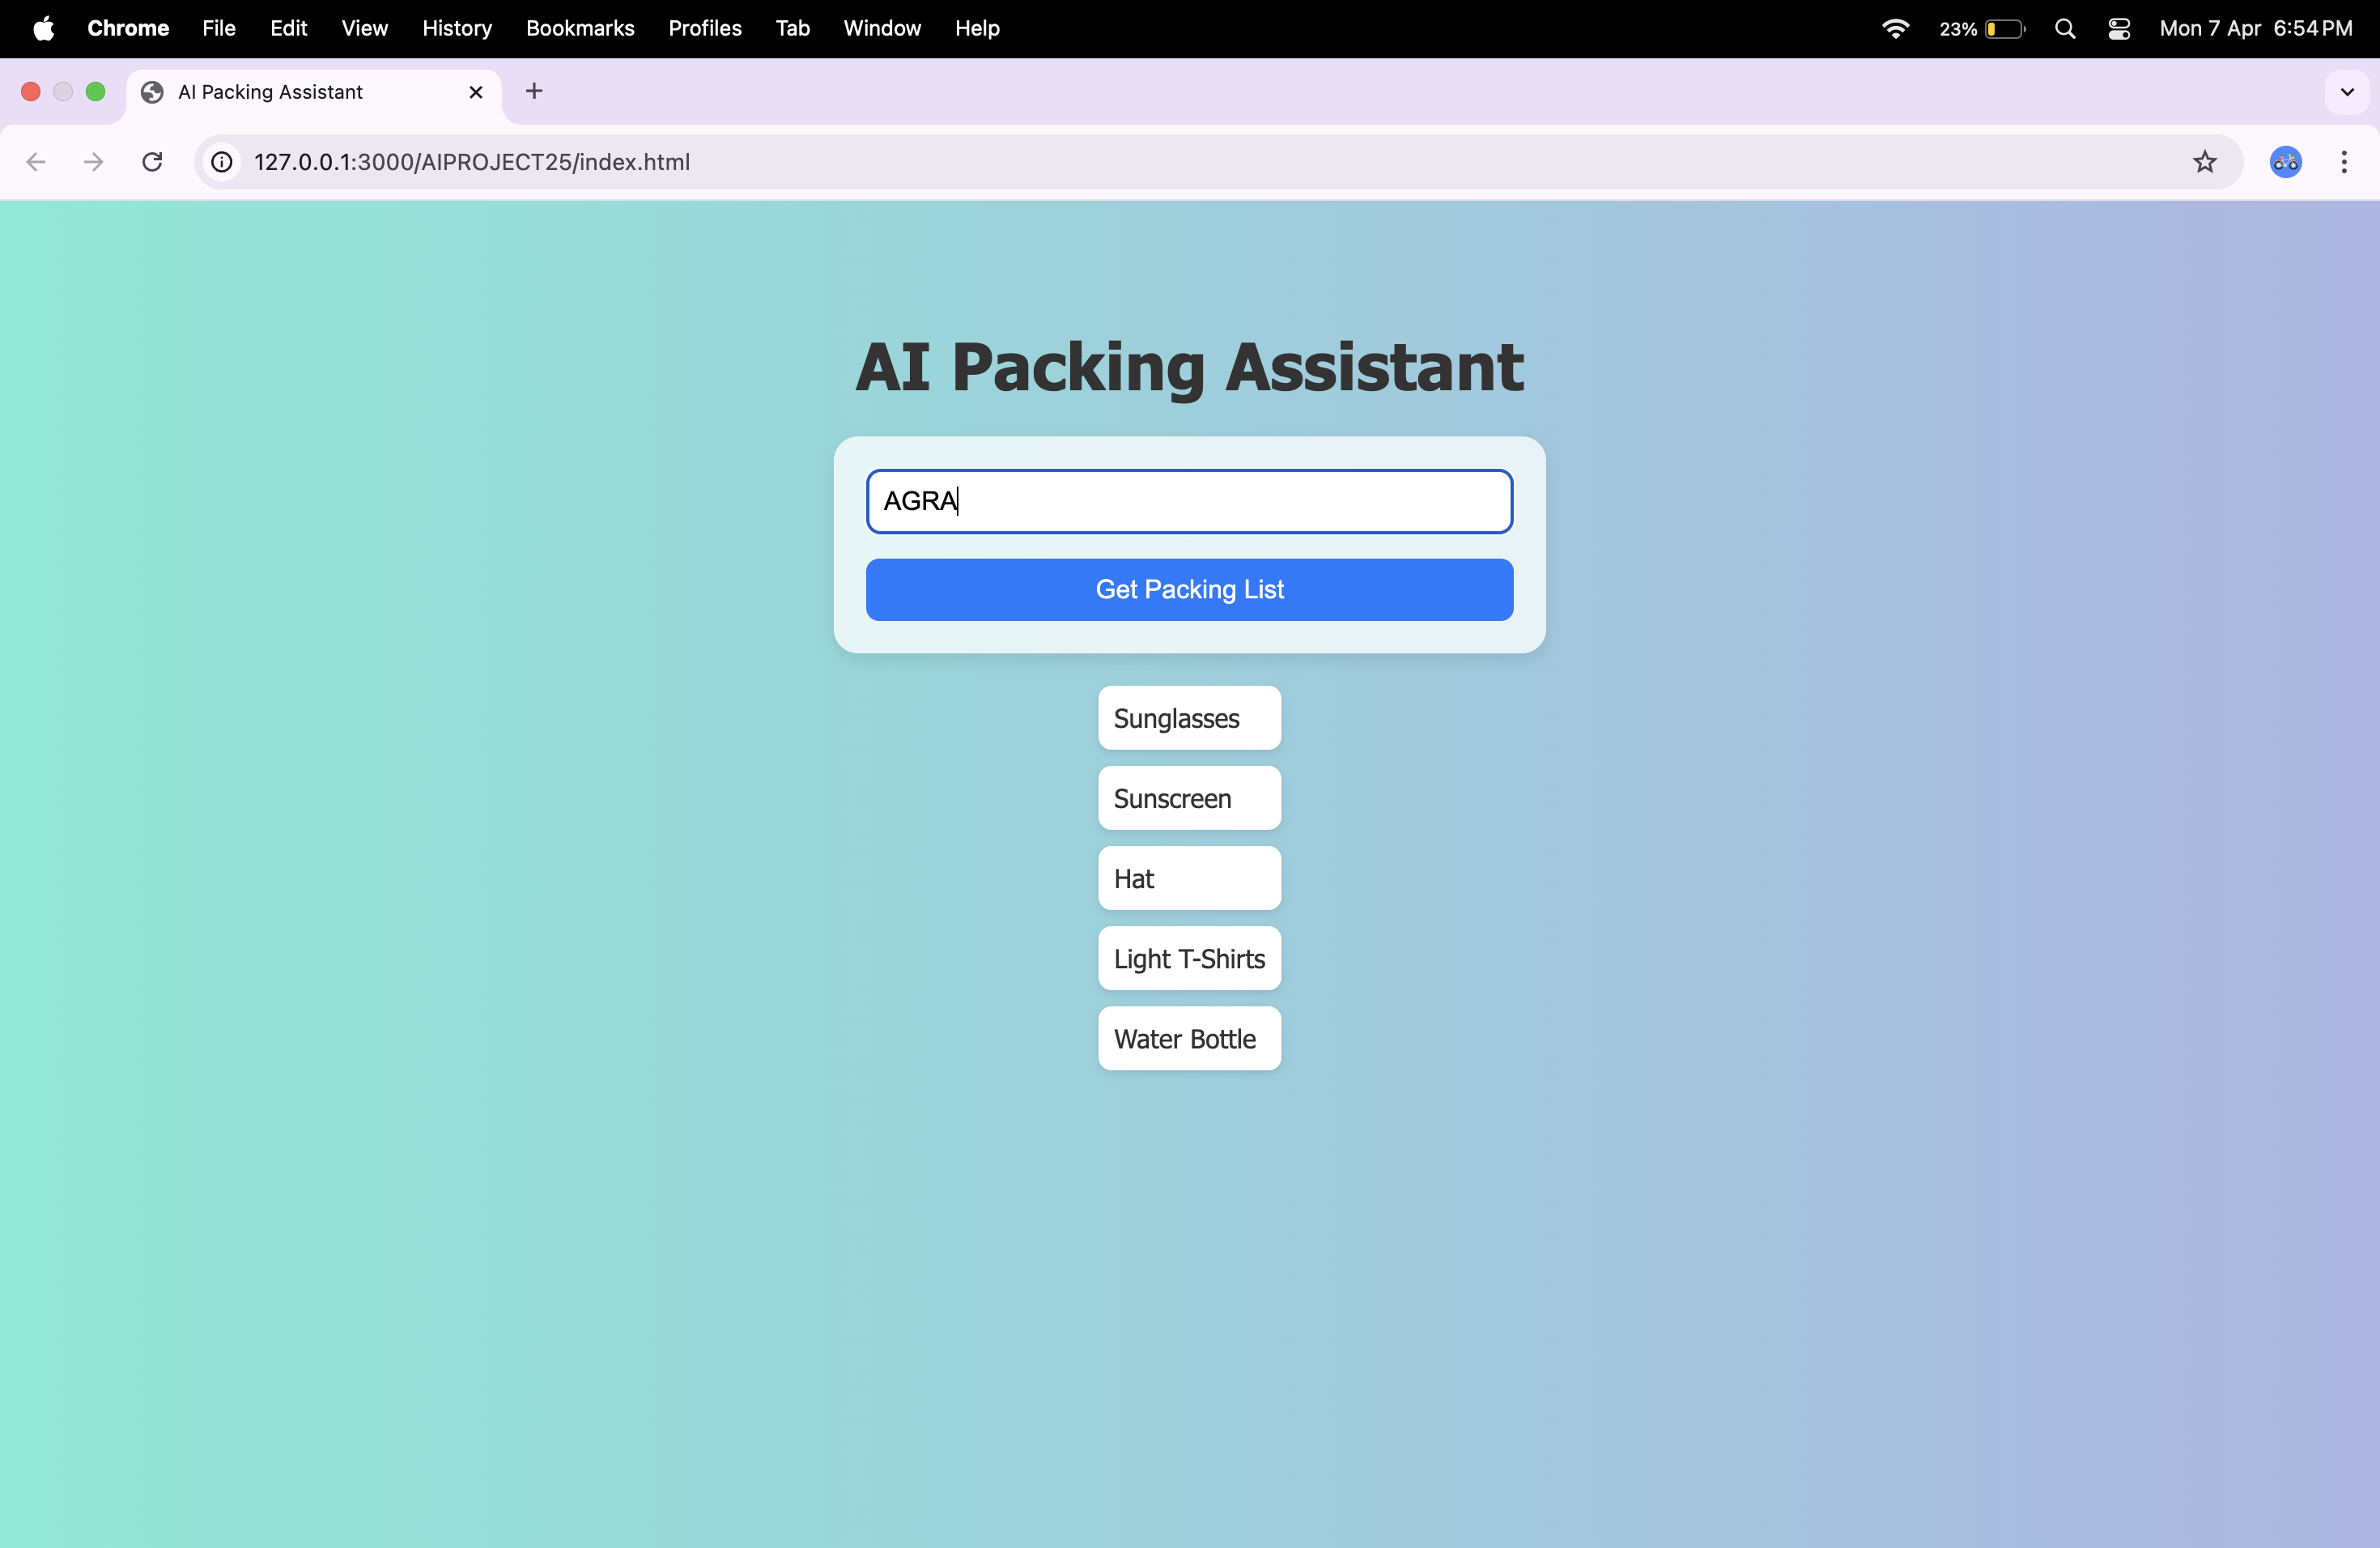 Chrome File Edit View History Bookmarks Profiles Tab Window Help 23% Mon 7 Apr 6:54 PM
AI Packing Assistant
127.0.0.1:3000/AIPROJECT25/index.html
AI Packing Assistant
AGRA
Get Packing List
Sunglasses
Sunscreen
Hat
Light T-Shirts
Water Bottle